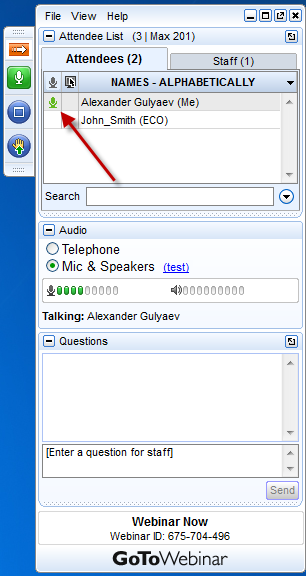 File View Help
Attendee List (3 | Max 201)
Attendees (2) Staff (1)
NAMES - ALPHABETICALLY
Alexander Gulyaev (Me)
John_Smith (ECO)
Search
Audio
Telephone
Mic & Speakers (test)
Talking: Alexander Gulyaev
Questions
[Enter a question for staff]
Send
Webinar Now
Webinar ID: 675-704-496
GoToWebinar